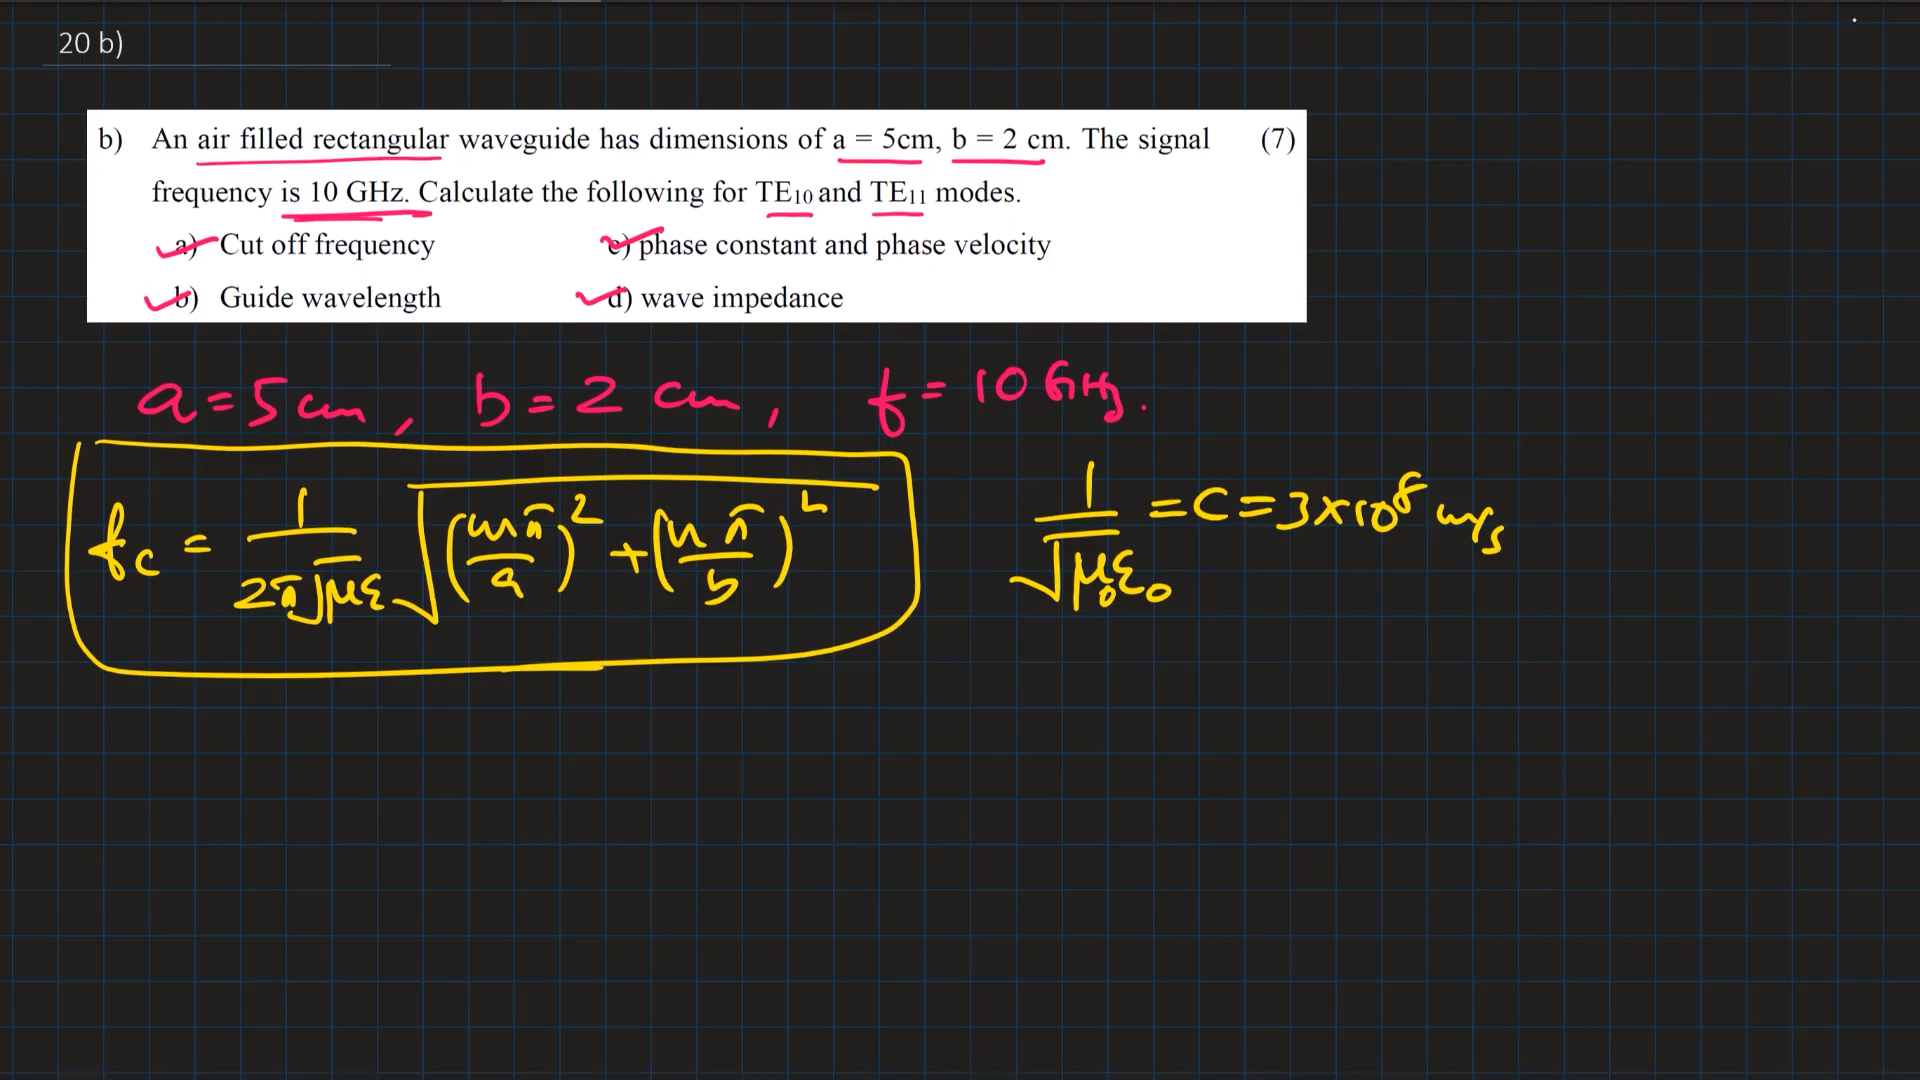 20 b)
b) An air filled rectangular waveguide has dimensions of a = 5cm, b = 2 cm. The signal (7)
frequency is 10 GHz. Calculate the following for TE₁₀ and TE₁₁ modes.
a) Cut off frequency c) phase constant and phase velocity
b) Guide wavelength d) wave impedance
a = 5 cm, b = 2 cm, f = 10 GHz.
fc = 1/(2π√με) √((mπ/a)² + (nπ/b)²) 1/√μ₀ε₀ = C = 3×10⁸ m/s